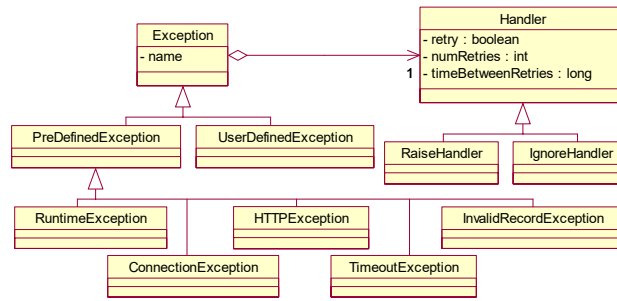 Exception
- name
Handler
- retry : boolean
- numRetries : int
- timeBetweenRetries : long
1
PreDefinedException
UserDefinedException
RaiseHandler
IgnoreHandler
RuntimeException
HTTPException
InvalidRecordException
ConnectionException
TimeoutException